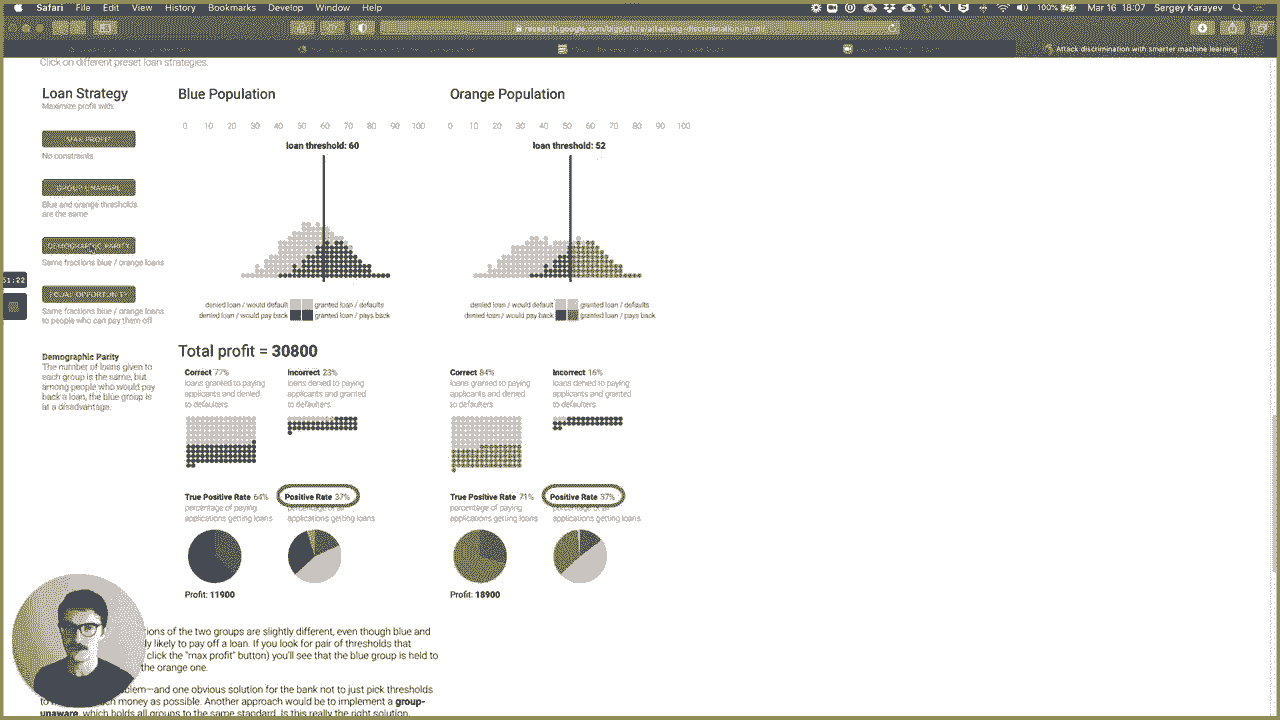 Safari File Edit View History Bookmarks Develop Window Help
100% Mar 16 18:07 Sergey Karayev
research.google.com/bigpicture/attacking-discrimination-in-ml/
Attack discrimination with smarter machine learning
Click on different preset loan strategies.
Loan Strategy
Maximize profit with:
MAX PROFIT
No constraints
GROUP UNAWARE
Blue and orange thresholds
are the same
DEMOGRAPHIC PARITY
Same fractions blue / orange loans
EQUAL OPPORTUNITY
Same fractions blue / orange loans
to people who can pay them off
51:22
Demographic Parity
The number of loans given to
each group is the same, but
among people who would pay
back a loan, the blue group is
at a disadvantage.
Blue Population
0 10 20 30 40 50 60 70 80 90 100
loan threshold: 60
denied loan / would default granted loan / defaults
denied loan / would pay back granted loan / pays back
Orange Population
0 10 20 30 40 50 60 70 80 90 100
loan threshold: 52
denied loan / would default granted loan / defaults
denied loan / would pay back granted loan / pays back
Total profit = 30800
Correct 77%
loans granted to paying
applicants and denied
to defaulters
Incorrect 23%
loans denied to paying
applicants and granted
to defaulters
Correct 84%
loans granted to paying
applicants and denied
to defaulters
Incorrect 16%
loans denied to paying
applicants and granted
to defaulters
True Positive Rate 64%
percentage of paying
applications getting loans
Positive Rate 37%
percentage of all
applications getting loans
True Positive Rate 71%
percentage of paying
applications getting loans
Positive Rate 37%
percentage of all
applications getting loans
Profit: 11900
Profit: 18900
ions of the two groups are slightly different, even though blue and
ly likely to pay off a loan. If you look for pair of thresholds that
click the "max profit" button) you'll see that the blue group is held to
the orange one.
blem—and one obvious solution for the bank not to just pick thresholds
to money as possible. Another approach would be to implement a group-
unaware, which holds all groups to the same standard. Is this really the right solution,